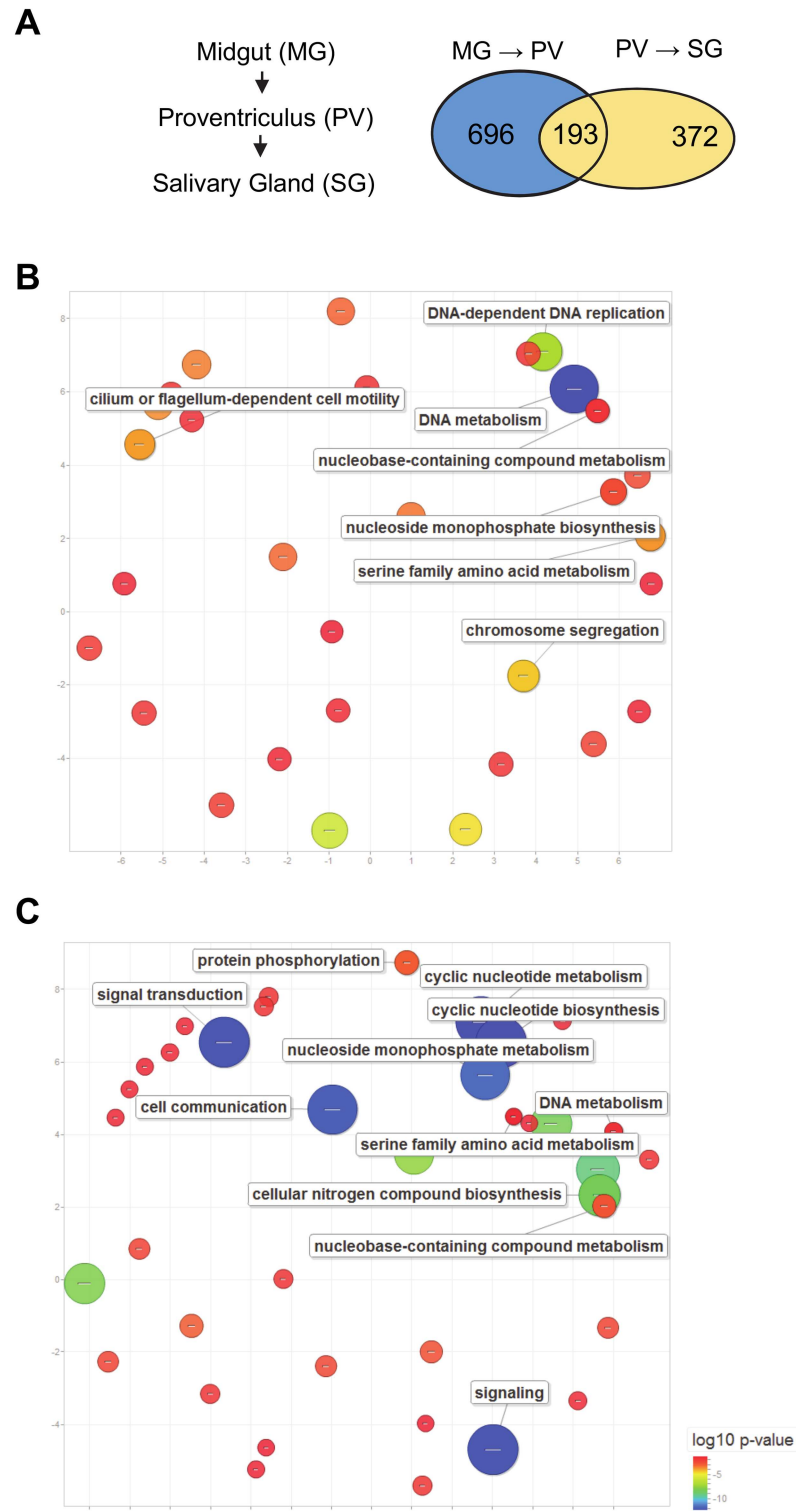 A
Midgut (MG)
Proventriculus (PV)
Salivary Gland (SG)
MG → PV
PV → SG
696
193
372
B
8
6
4
2
0
-2
-4
-6
-5
-4
-3
-2
-1
0
1
2
3
4
5
6
DNA-dependent DNA replication
cilium or flagellum-dependent cell motility
DNA metabolism
nucleobase-containing compound metabolism
nucleoside monophosphate biosynthesis
serine family amino acid metabolism
chromosome segregation
C
8
6
4
2
0
-2
-4
protein phosphorylation
cyclic nucleotide metabolism
signal transduction
cyclic nucleotide biosynthesis
nucleoside monophosphate metabolism
DNA metabolism
cell communication
serine family amino acid metabolism
cellular nitrogen compound biosynthesis
nucleobase-containing compound metabolism
signaling
log10 p-value
-5
-10